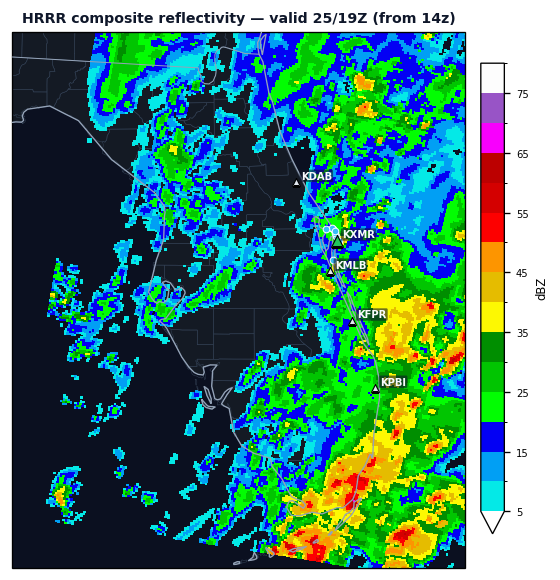 HRRR composite reflectivity — valid 25/19Z (from 14z)
KDAB
KXMR
KMLB
KFPR
KPBI
75
65
55
45
35
25
15
5
dBZ